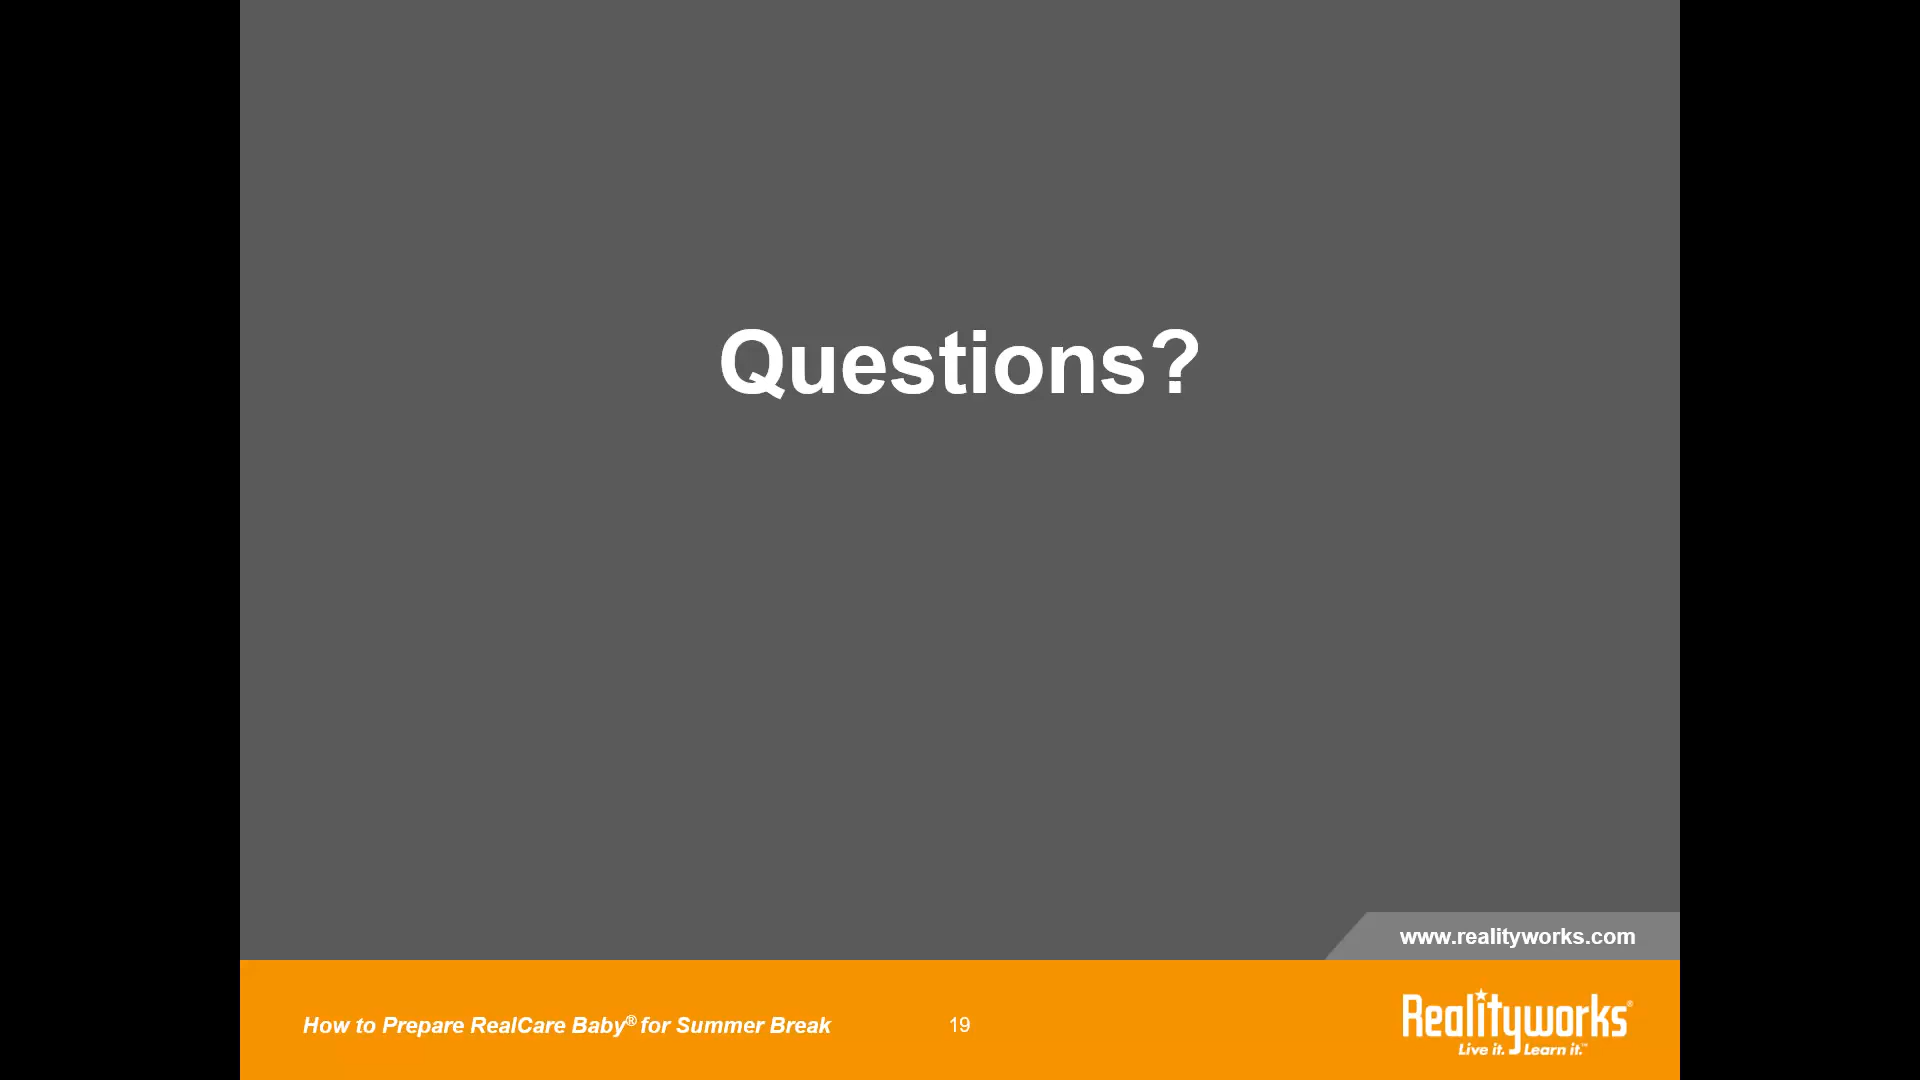 Questions?
www.realityworks.com
How to Prepare RealCare Baby® for Summer Break
19
Realityworks®
Live it. Learn it.™